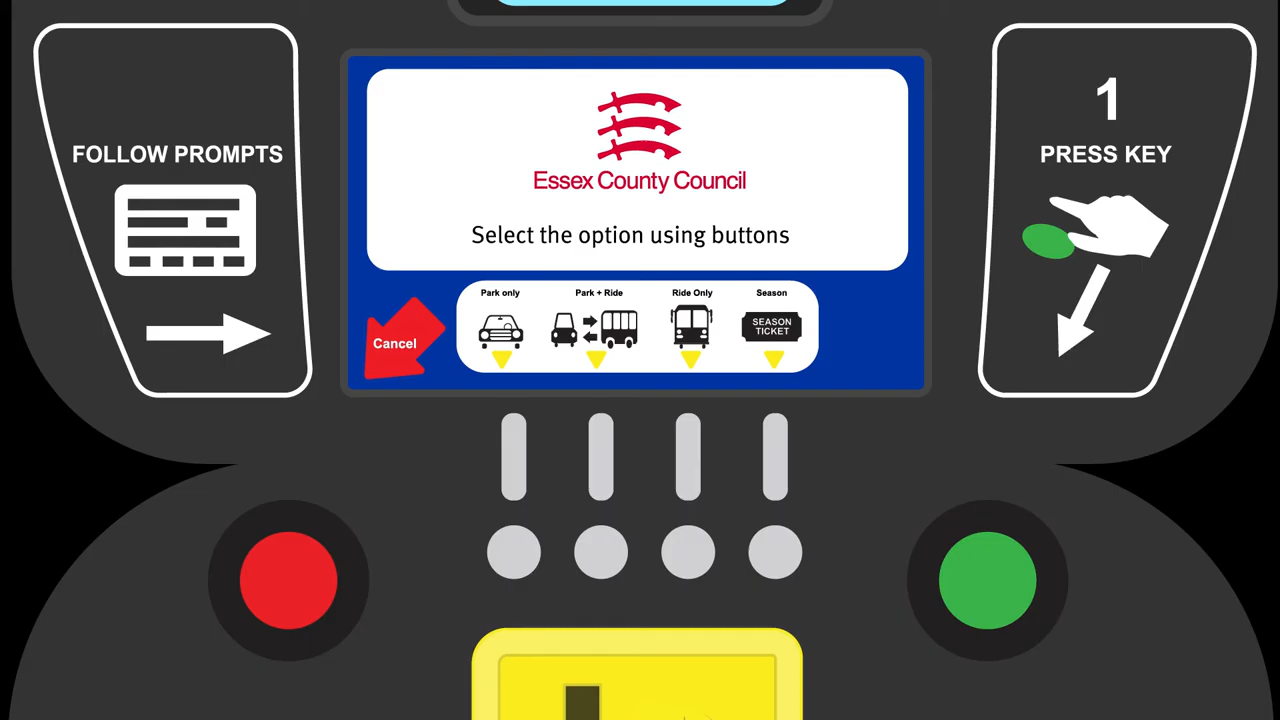 FOLLOW PROMPTS
Essex County Council
Select the option using buttons
Park only
Park + Ride
Ride Only
Season
SEASON
TICKET
Cancel
1
PRESS KEY